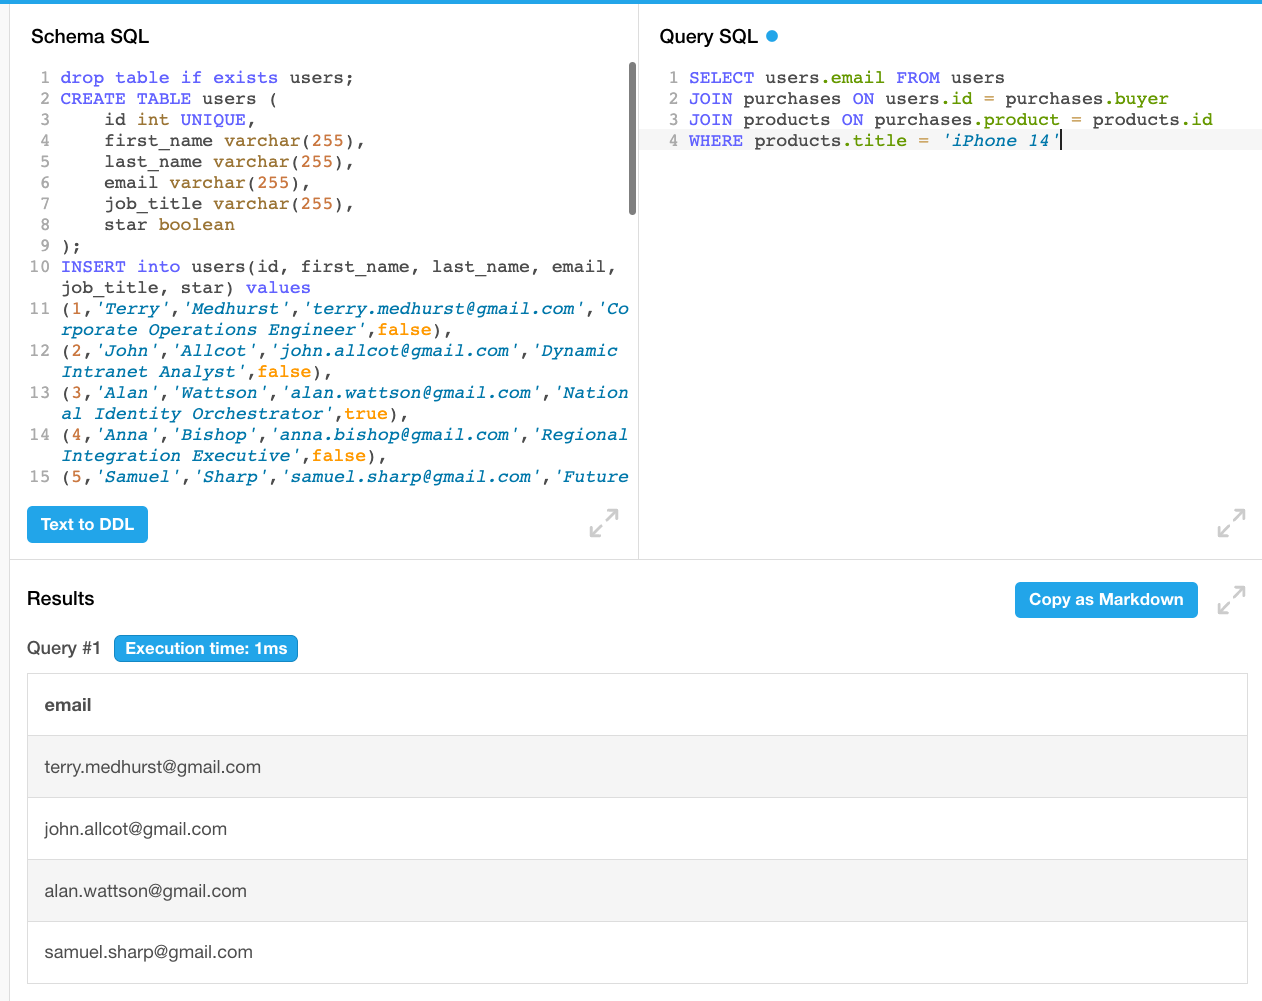 Schema SQL
1 drop table if exists users;
2 CREATE TABLE users (
3 id int UNIQUE,
4 first_name varchar(255),
5 last_name varchar(255),
6 email varchar(255),
7 job_title varchar(255),
8 star boolean
9 );
10 INSERT into users(id, first_name, last_name, email,
job_title, star) values
11 (1,'Terry','Medhurst','terry.medhurst@gmail.com','Co
rporate Operations Engineer',false),
12 (2,'John','Allcot','john.allcot@gmail.com','Dynamic
Intranet Analyst',false),
13 (3,'Alan','Wattson','alan.wattson@gmail.com','Nation
al Identity Orchestrator',true),
14 (4,'Anna','Bishop','anna.bishop@gmail.com','Regional
Integration Executive',false),
15 (5,'Samuel','Sharp','samuel.sharp@gmail.com','Future
Text to DDL
Query SQL
1 SELECT users.email FROM users
2 JOIN purchases ON users.id = purchases.buyer
3 JOIN products ON purchases.product = products.id
4 WHERE products.title = 'iPhone 14'
Results
Copy as Markdown
Query #1 Execution time: 1ms
email
terry.medhurst@gmail.com
john.allcot@gmail.com
alan.wattson@gmail.com
samuel.sharp@gmail.com